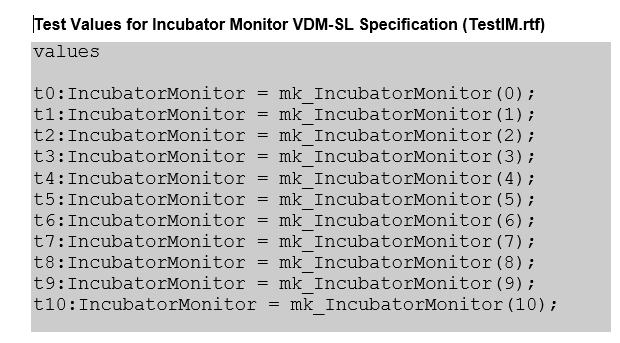 Test Values for Incubator Monitor VDM-SL Specification (TestIM.rtf)
values
t0:IncubatorMonitor = mk_IncubatorMonitor(0);
t1:IncubatorMonitor = mk_IncubatorMonitor(1);
t2:IncubatorMonitor = mk_IncubatorMonitor(2);
t3:IncubatorMonitor = mk_IncubatorMonitor(3);
t4:IncubatorMonitor = mk_IncubatorMonitor(4);
t5:IncubatorMonitor = mk_IncubatorMonitor(5);
t6:IncubatorMonitor = mk_IncubatorMonitor(6);
t7:IncubatorMonitor = mk_IncubatorMonitor(7);
t8:IncubatorMonitor = mk_IncubatorMonitor(8);
t9:IncubatorMonitor = mk_IncubatorMonitor(9);
t10:IncubatorMonitor = mk_IncubatorMonitor(10);